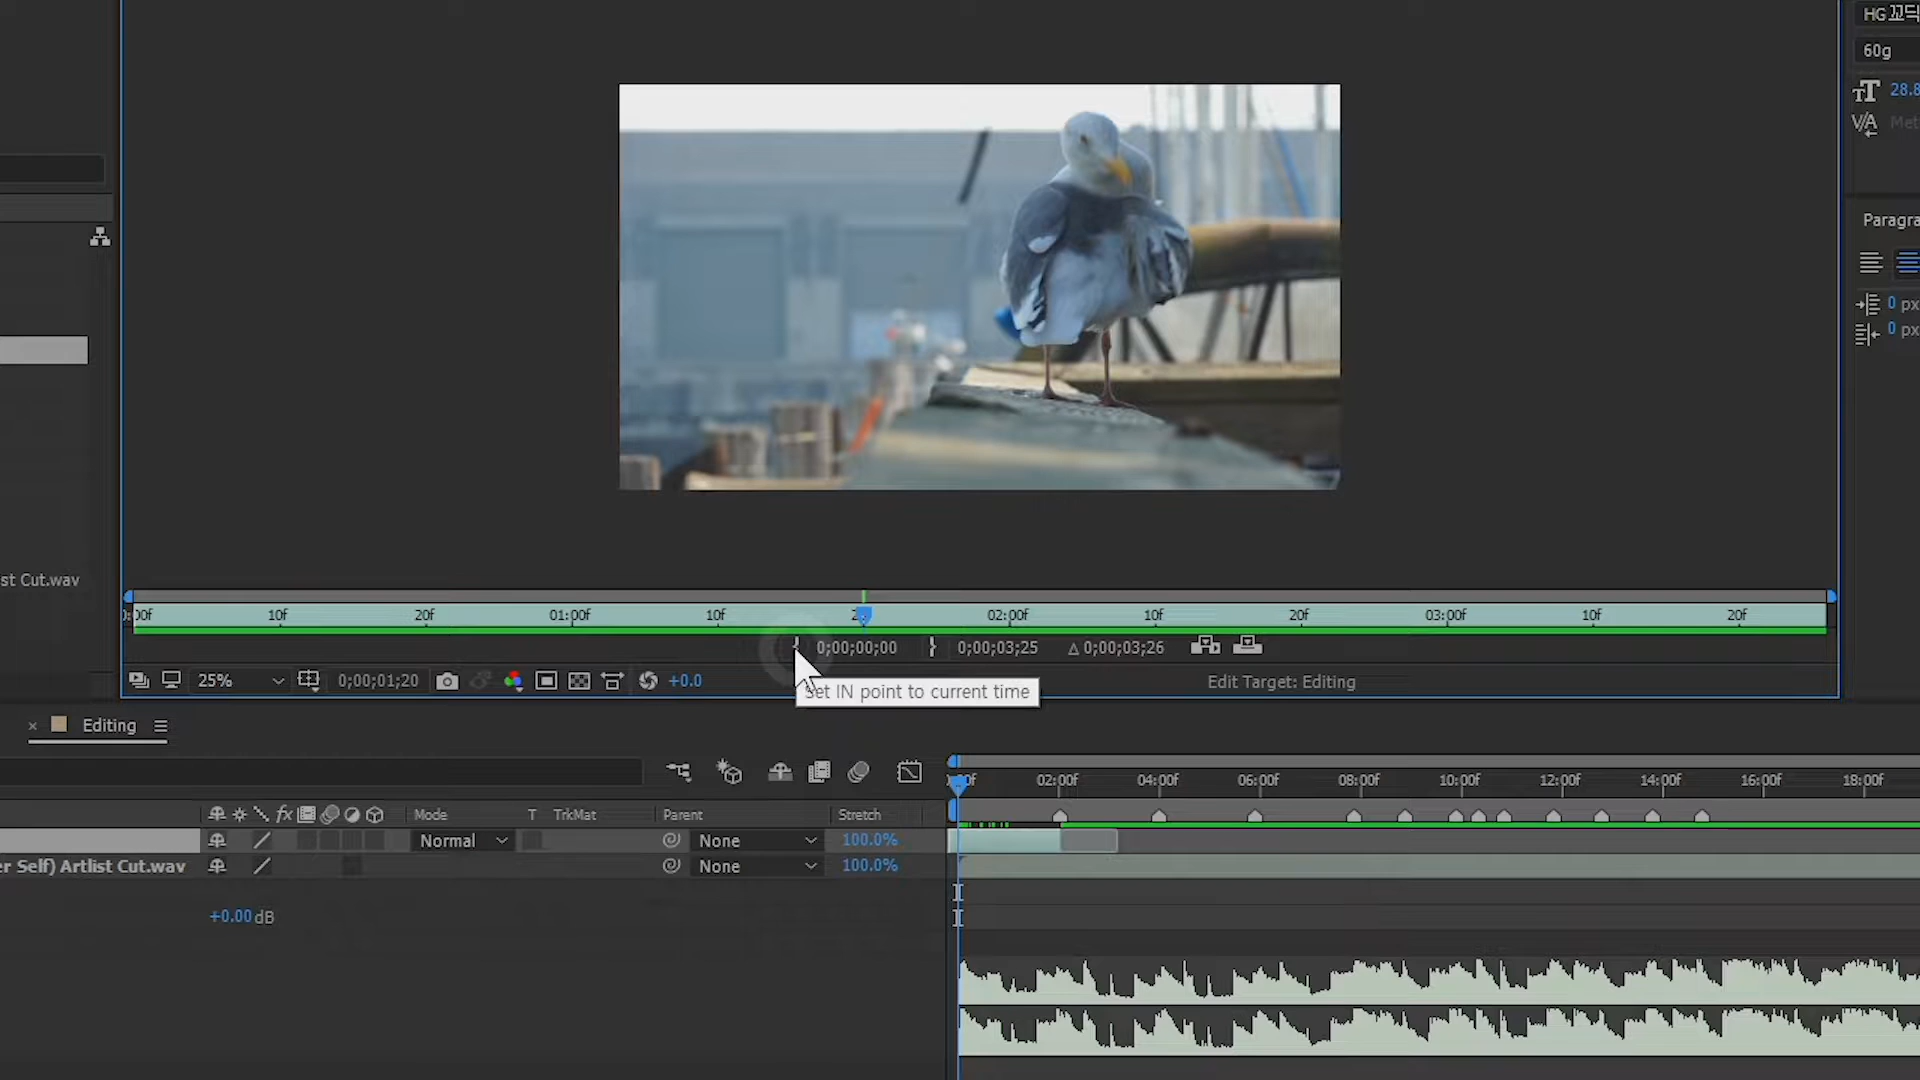 HG꼬딕
60g
28.8
Met
Paragra
0 px
0 px
st Cut.wav
0f 10f 20f 01:00f 10f 02:00f 10f 20f 03:00f 10f 20f
0;00;00;00 0;00;03;25 Δ 0;00;03;26
25% 0;00;01;20 +0.0 Edit Target: Editing
Set IN point to current time
× Editing
02:00f 04:00f 06:00f 08:00f 10:00f 12:00f 14:00f 16:00f 18:00f
fx Mode T TrkMat Parent Stretch
Normal None 100.0%
er Self) Artlist Cut.wav None 100.0%
+0.00 dB